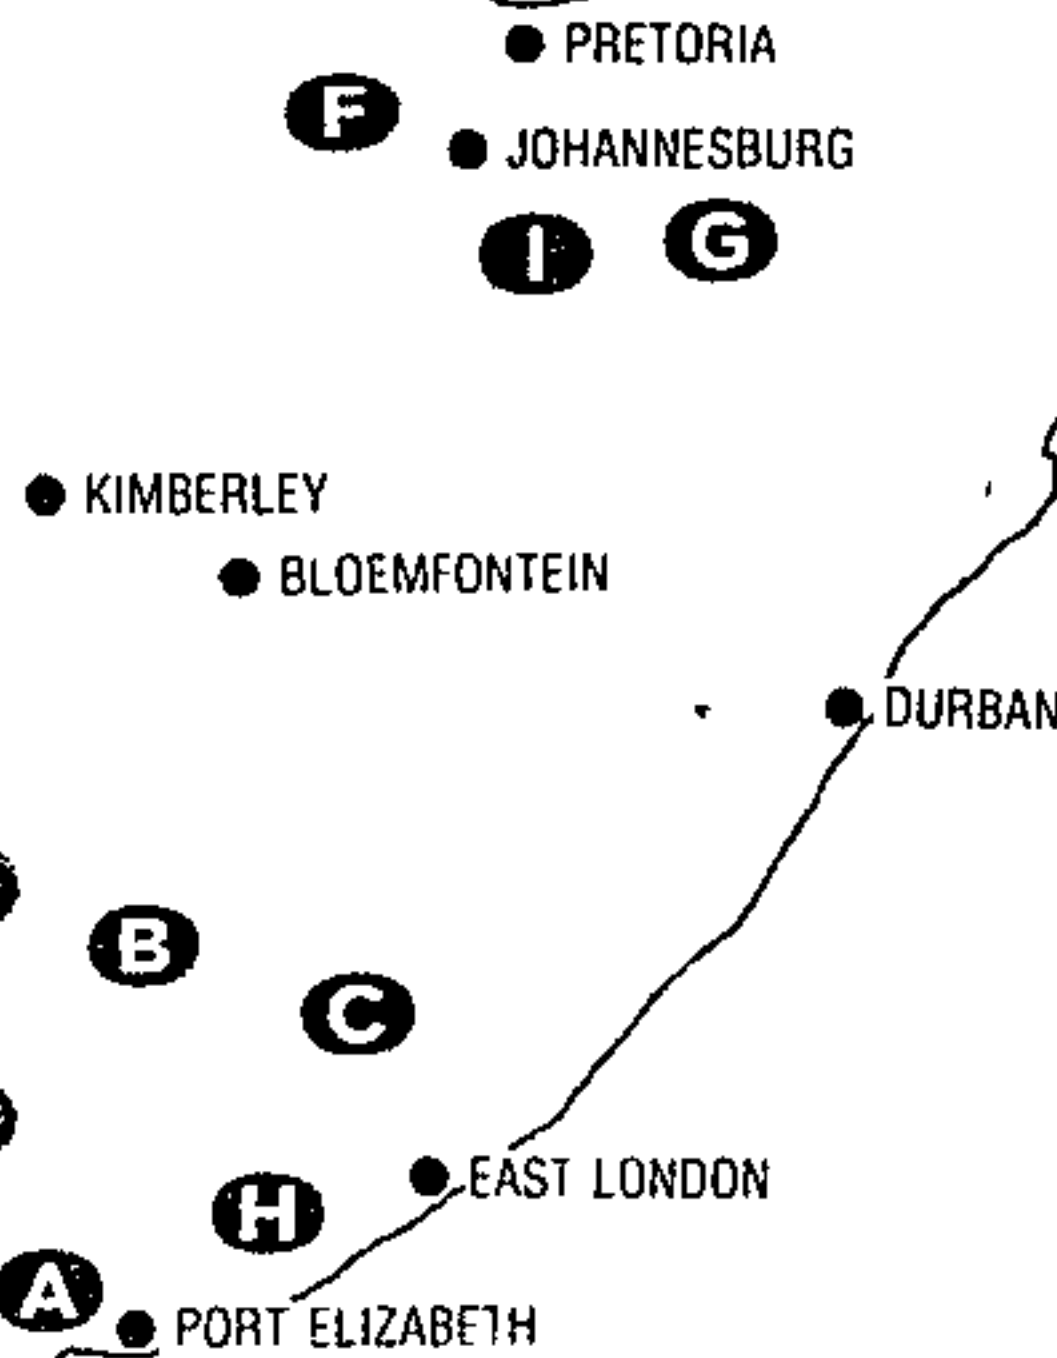 PRETORIA
F
JOHANNESBURG
I
G
KIMBERLEY
BLOEMFONTEIN
DURBAN
B
C
EAST LONDON
H
A
PORT ELIZABETH